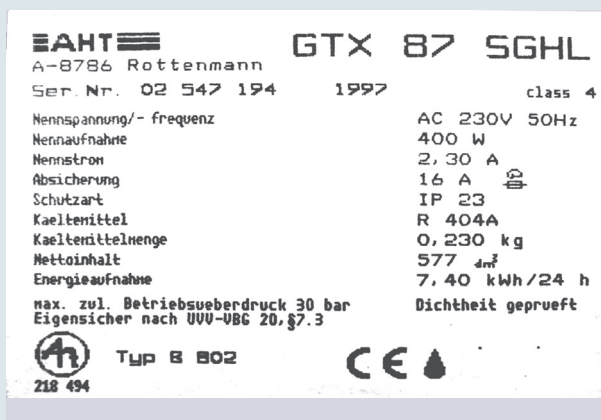 AHT GTX 87 SGHL
A-8786 Rottenmann
Ser. Nr. 02 547 194 1997 class 4
Nennspannung/- frequenz AC 230V 50Hz
Nennaufnahme 400 W
Nennstrom 2,30 A
Absicherung 16 A
Schutzart IP 23
Kaeltemittel R 404A
Kaeltemittelmenge 0,230 kg
Nettoinhalt 577 dm³
Energieaufnahme 7,40 kWh/24 h
max. zul. Betriebsueberdruck 30 bar Dichtheit geprueft
Eigensicher nach UVV-VBG 20,§7.3
Typ B 802 CE
218 494